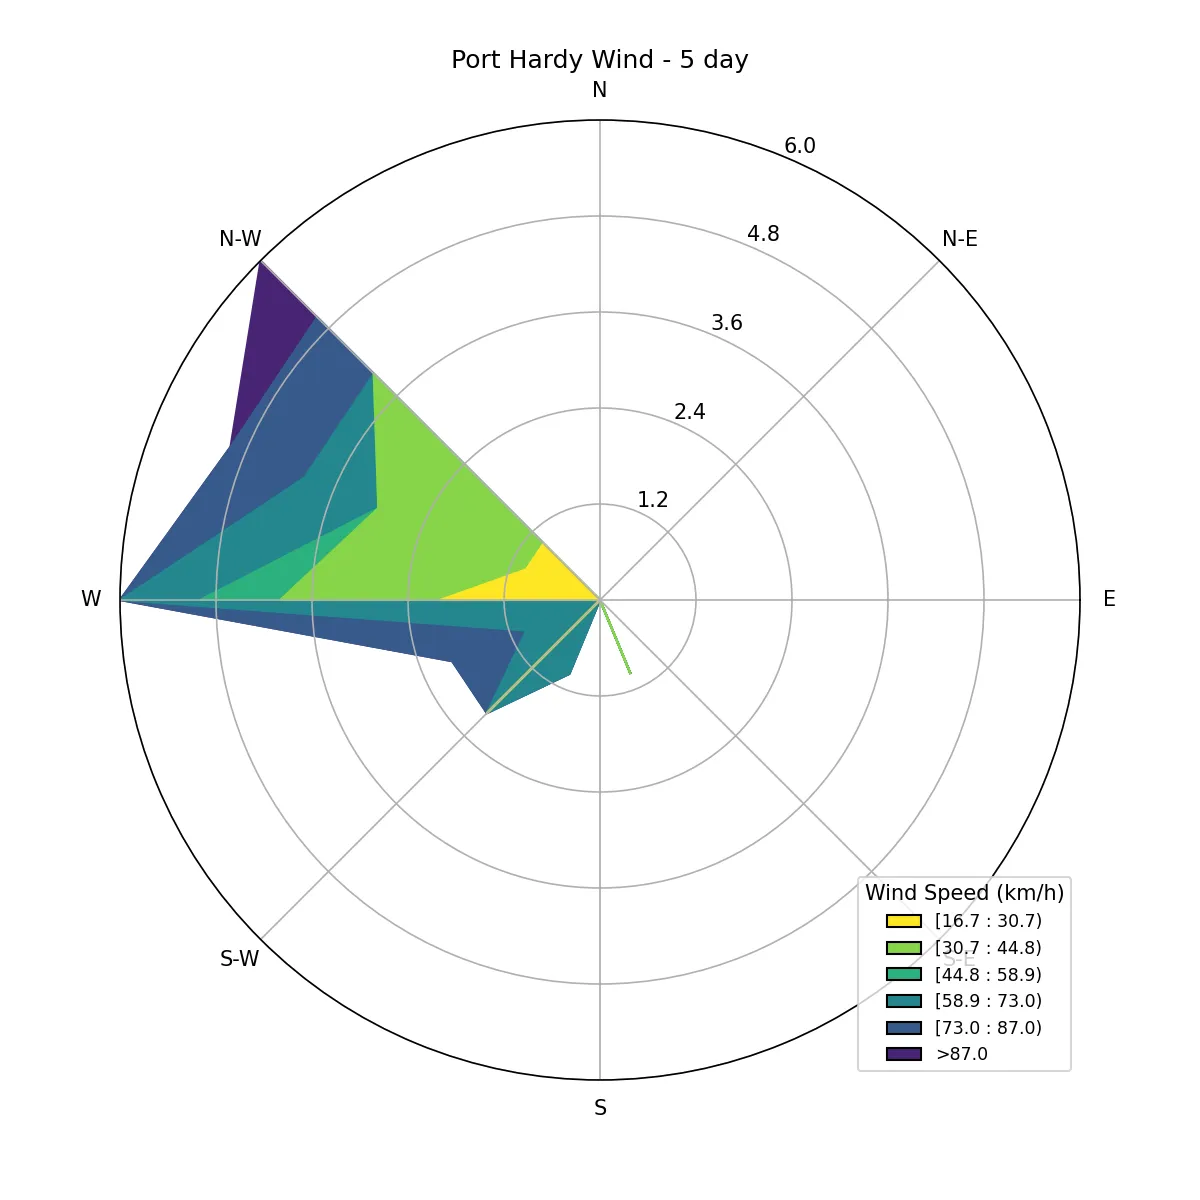 Port Hardy Wind - 5 day
N
6.0
N-W
N-E
4.8
3.6
2.4
1.2
W
E
S-W
S-E
S
Wind Speed (km/h)
[16.7 : 30.7)
[30.7 : 44.8)
[44.8 : 58.9)
[58.9 : 73.0)
[73.0 : 87.0)
>87.0